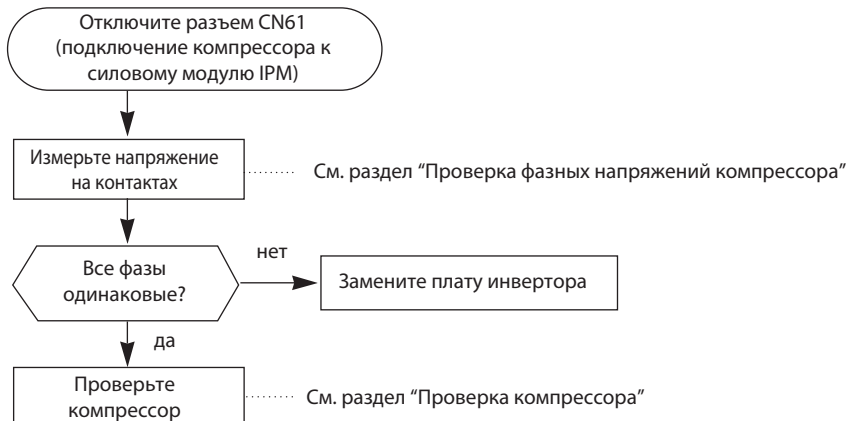 Отключите разъем CN61
(подключение компрессора к
силовому модулю IPM)
Измерьте напряжение
на контактах
См. раздел “Проверка фазных напряжений компрессора”
Все фазы
одинаковые?
нет
Замените плату инвертора
да
Проверьте
компрессор
См. раздел “Проверка компрессора”